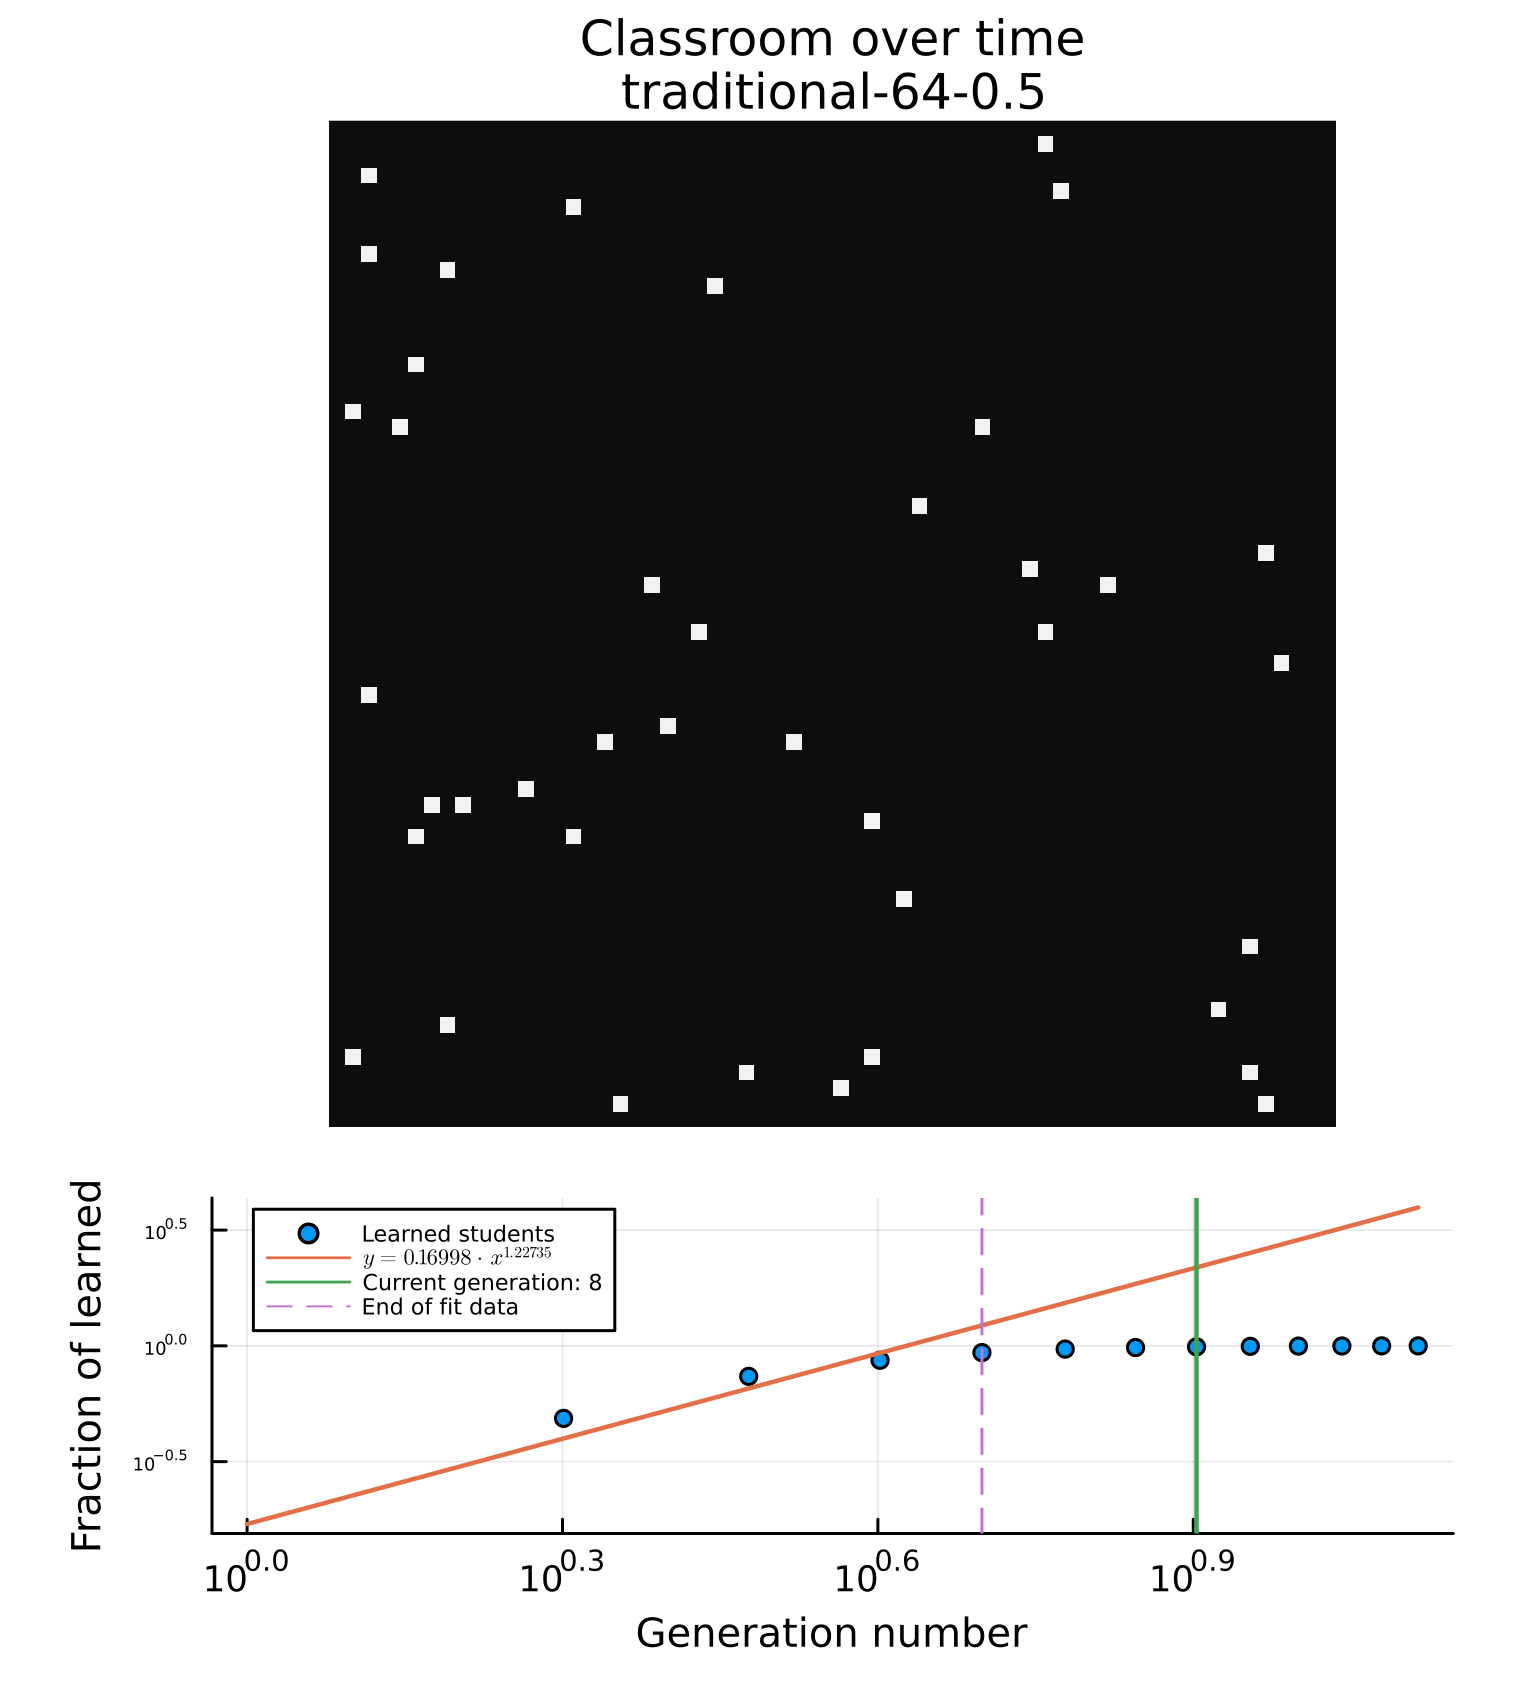 Classroom over time
traditional-64-0.5
Fraction of learned
10^0.5
10^0.0
10^−0.5
Learned students
y = 0.16998 · x^1.22735
Current generation: 8
End of fit data
10^0.0 10^0.3 10^0.6 10^0.9
Generation number